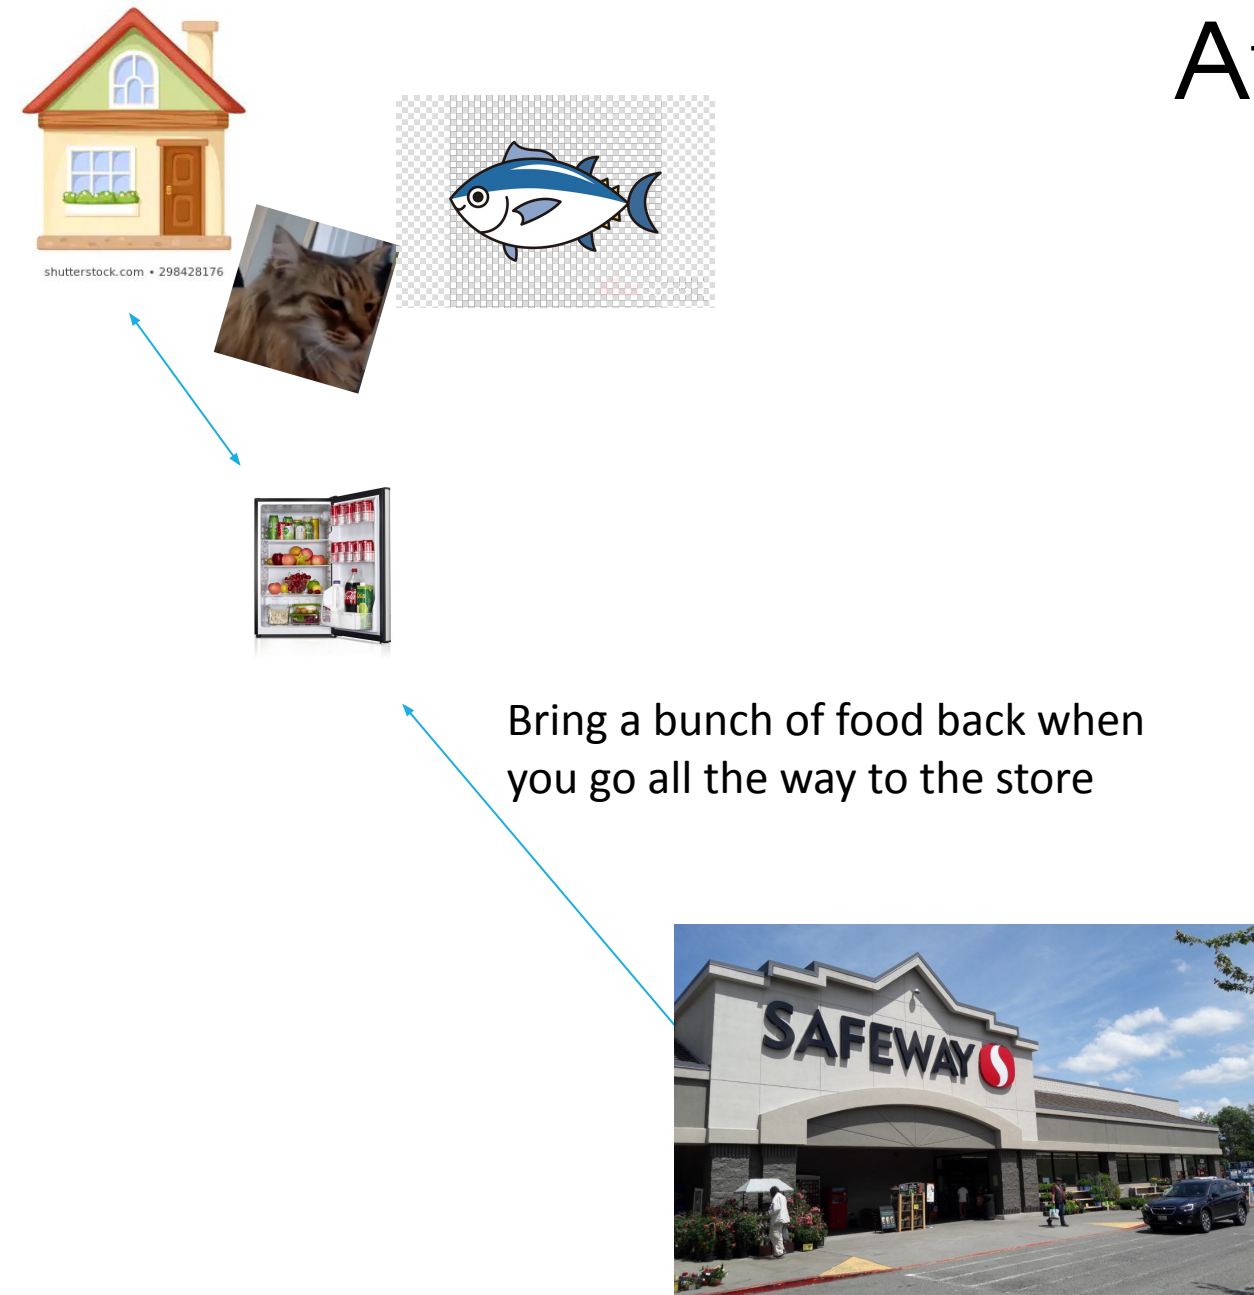 shutterstock.com • 298428176
Bring a bunch of food back when
you go all the way to the store
SAFEWAY